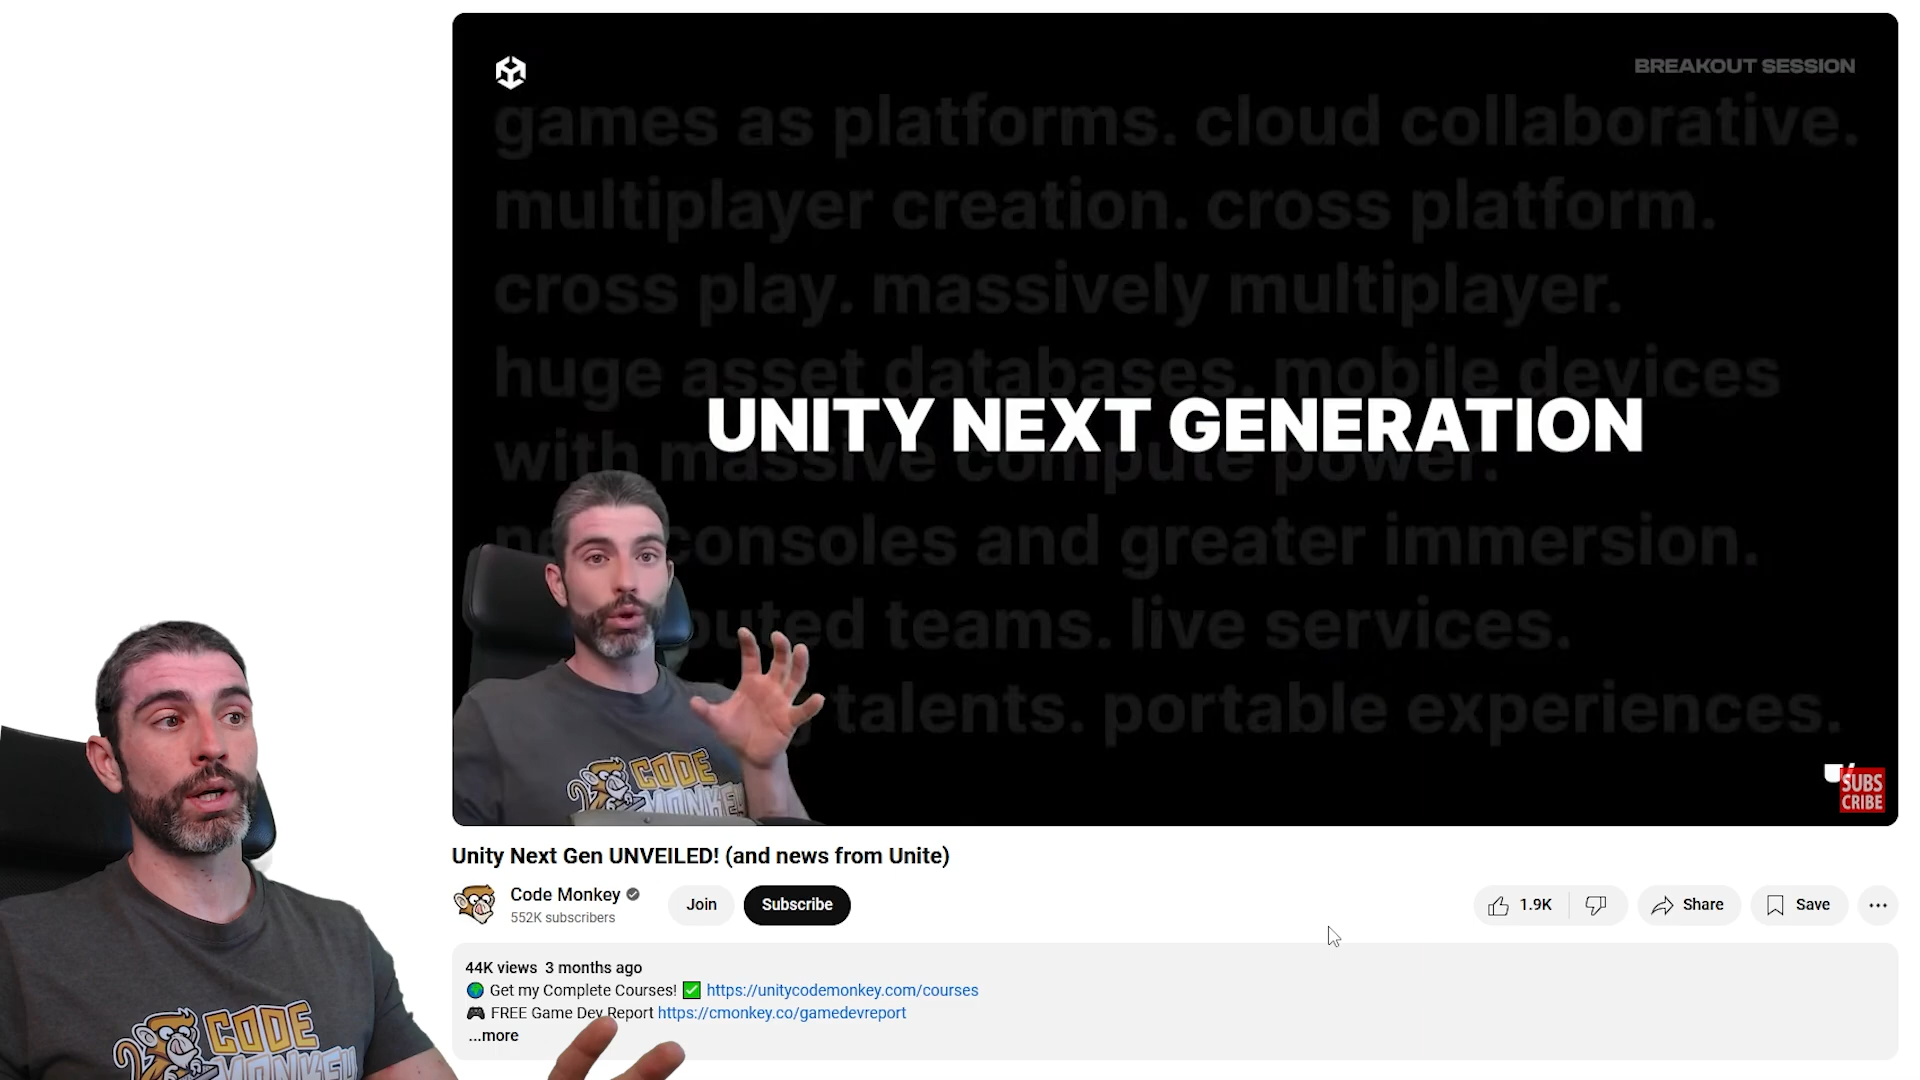 BREAKOUT SESSION
games as platforms. cloud collaborative.
multiplayer creation. cross platform.
cross play. massively multiplayer.
huge asset databases. mobile devices
UNITY NEXT GENERATION
with massive compute power.
consoles and greater immersion.
teams. live services.
talents. portable experiences.
CODE
MONKEY
SUBS
CRIBE
Unity Next Gen UNVEILED! (and news from Unite)
Code Monkey
552K subscribers
Join
Subscribe
1.9K
Share
Save
44K views 3 months ago
Get my Complete Courses! ✅ https://unitycodemonkey.com/courses
FREE Game Dev Report https://cmonkey.co/gamedevreport
...more
CODE
MONKEY